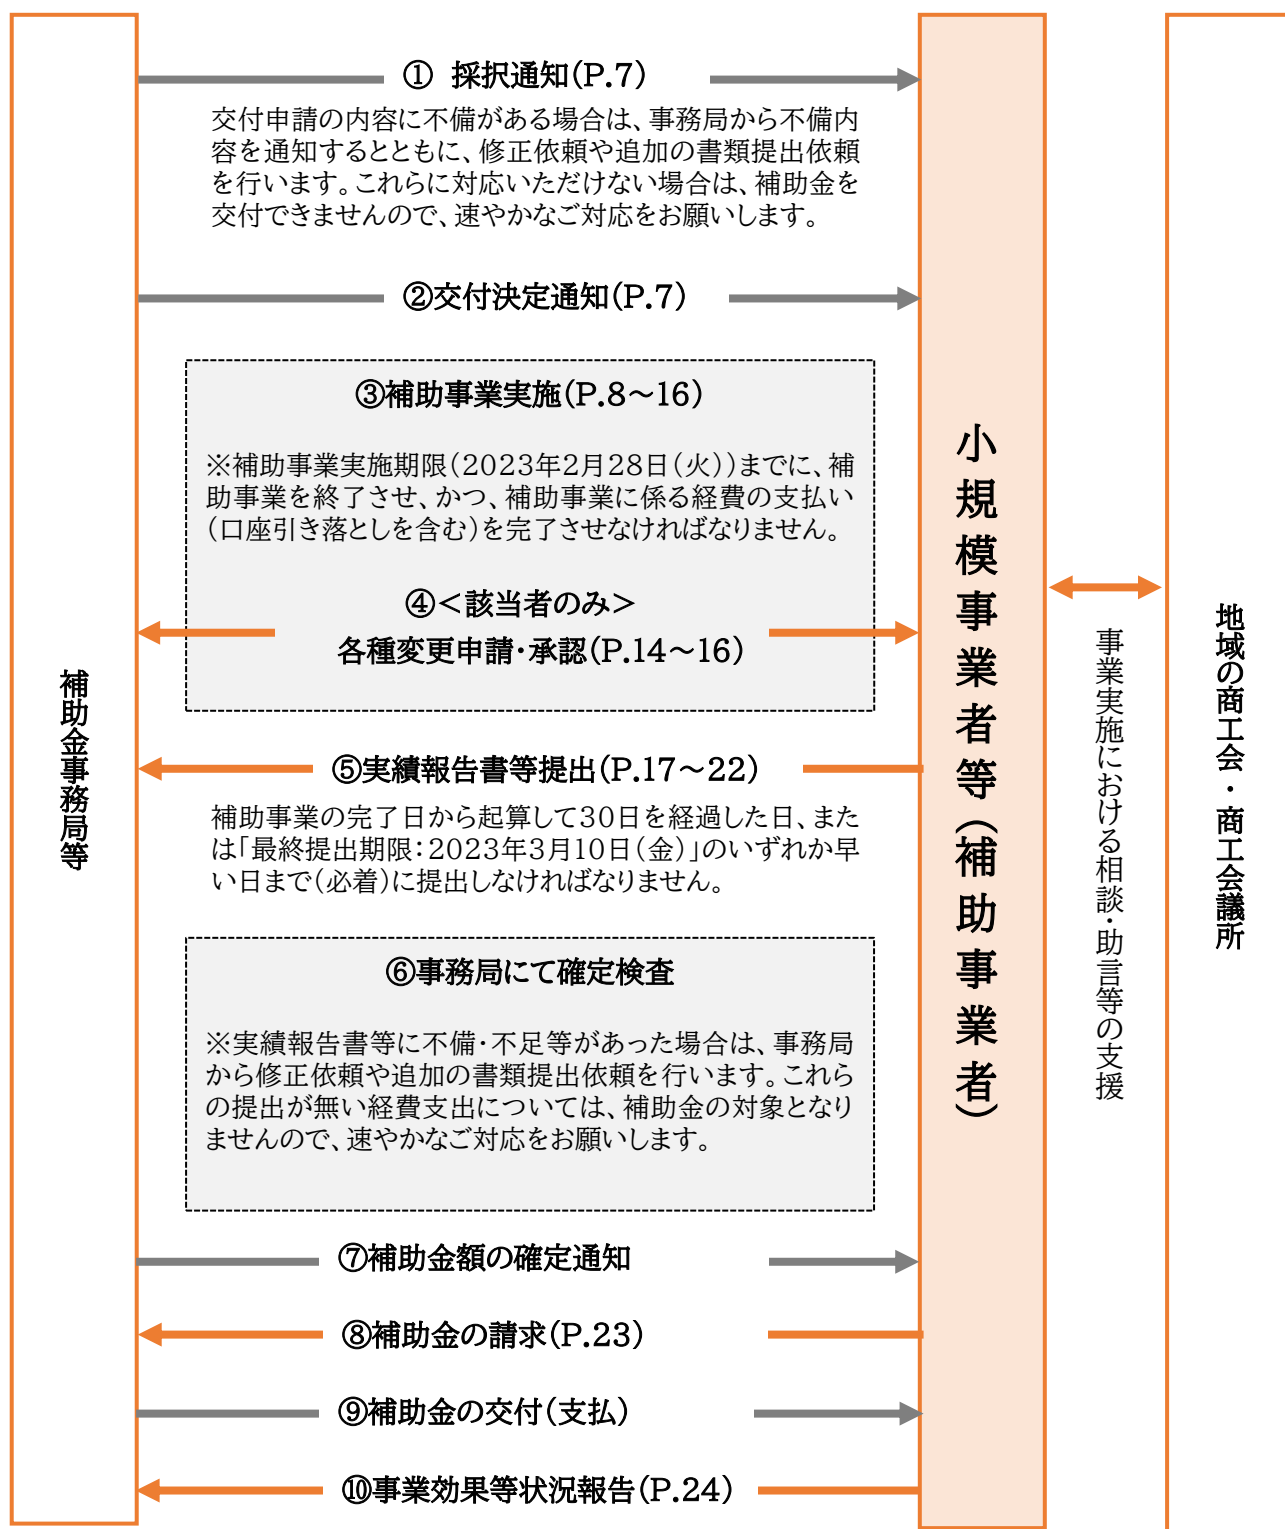 ① 採択通知(P.7)
交付申請の内容に不備がある場合は、事務局から不備内
容を通知するとともに、修正依頼や追加の書類提出依頼
を行います。これらに対応いただけない場合は、補助金を
交付できませんので、速やかなご対応をお願いします。
②交付決定通知(P.7)
③補助事業実施(P.8～16)
※補助事業実施期限(2023年2月28日(火))までに、補
助事業を終了させ、かつ、補助事業に係る経費の支払い
(口座引き落としを含む)を完了させなければなりません。
④＜該当者のみ＞
各種変更申請・承認(P.14～16)
⑤実績報告書等提出(P.17～22)
補助事業の完了日から起算して30日を経過した日、また
は「最終提出期限：2023年3月10日(金)」のいずれか早
い日まで(必着)に提出しなければなりません。
⑥事務局にて確定検査
※実績報告書等に不備・不足等があった場合は、事務局
から修正依頼や追加の書類提出依頼を行います。これら
の提出が無い経費支出については、補助金の対象となり
ませんので、速やかなご対応をお願いします。
⑦補助金額の確定通知
⑧補助金の請求(P.23)
⑨補助金の交付(支払)
⑩事業効果等状況報告(P.24)
補助金事務局等
小規模事業者等(補助事業者)
事業実施における相談・助言等の支援
地域の商工会・商工会議所